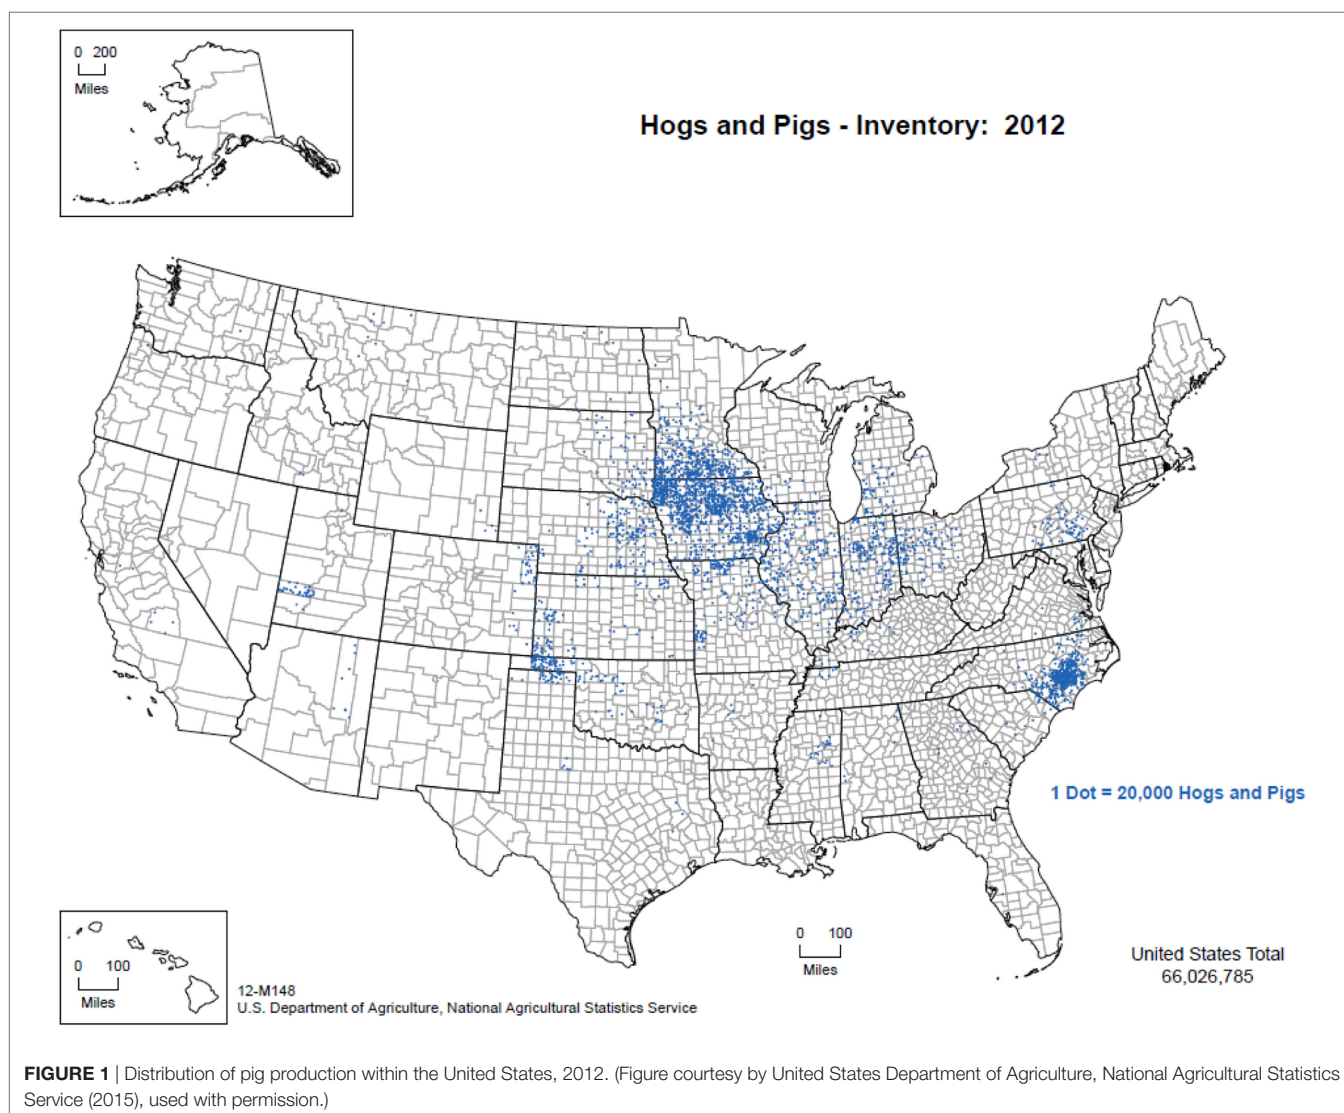 0 200
Miles
Hogs and Pigs - Inventory: 2012
1 Dot = 20,000 Hogs and Pigs
0 100
Miles
United States Total
66,026,785
0 100
Miles
12-M148
U.S. Department of Agriculture, National Agricultural Statistics Service
FIGURE 1 | Distribution of pig production within the United States, 2012. (Figure courtesy by United States Department of Agriculture, National Agricultural Statistics
Service (2015), used with permission.)